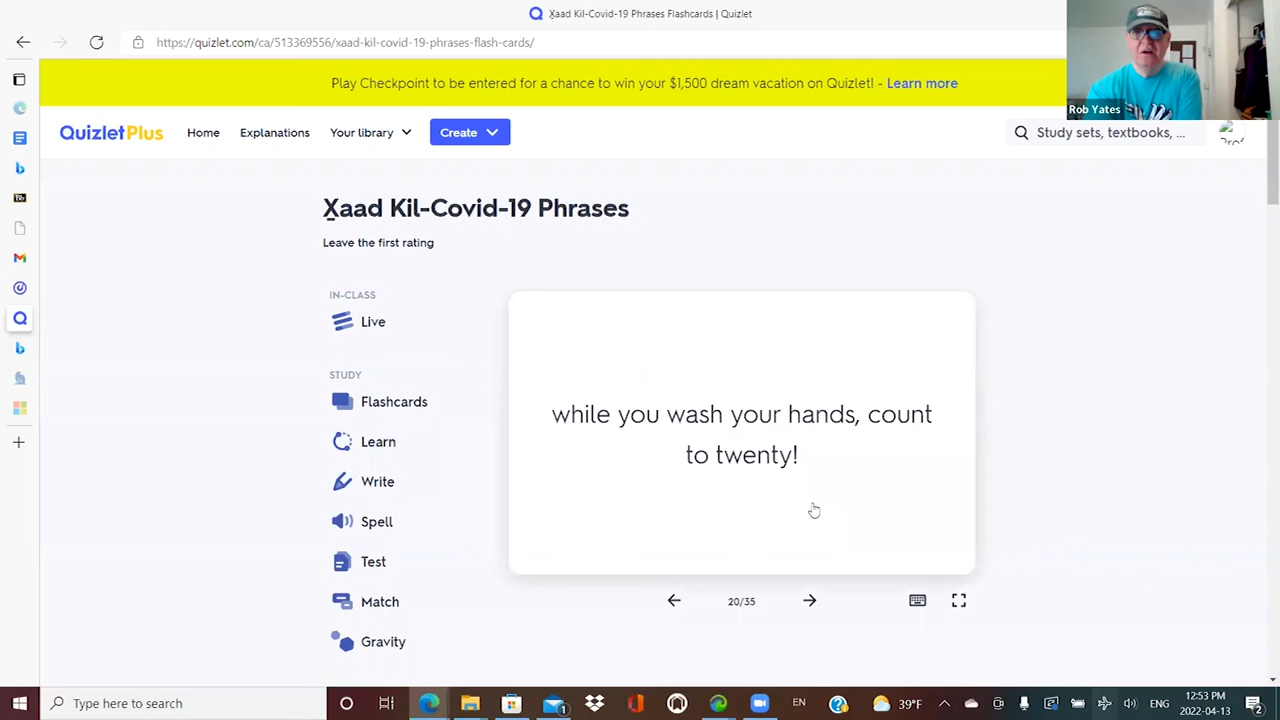 X̲aad Kil-Covid-19 Phrases Flashcards | Quizlet
https://quizlet.com/ca/513369556/xaad-kil-covid-19-phrases-flash-cards/
Play Checkpoint to be entered for a chance to win your $1,500 dream vacation on Quizlet! - Learn more
Rob Yates
QuizletPlus
Home
Explanations
Your library
Create
Study sets, textbooks, ...
X̲aad Kil-Covid-19 Phrases
Leave the first rating
IN-CLASS
Live
STUDY
Flashcards
Learn
Write
Spell
Test
Match
Gravity
while you wash your hands, count
to twenty!
20/35
Type here to search
EN
39°F
ENG
12:53 PM
2022-04-13